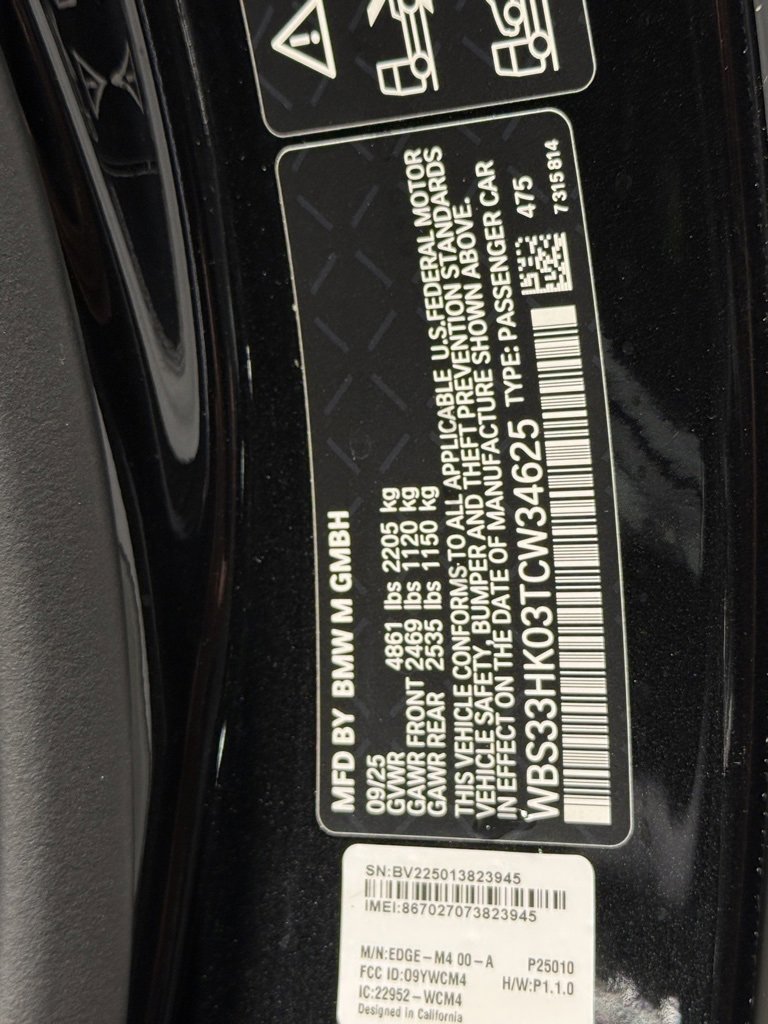 MFD BY BMW M GMBH
09/25
GVWR 4861 lbs 2205 kg
GAWR FRONT 2469 lbs 1120 kg
GAWR REAR 2535 lbs 1150 kg
THIS VEHICLE CONFORMS TO ALL APPLICABLE U.S.FEDERAL MOTOR
VEHICLE SAFETY, BUMPER AND THEFT PREVENTION STANDARDS
IN EFFECT ON THE DATE OF MANUFACTURE SHOWN ABOVE.
WBS33HK03TCW34625 TYPE: PASSENGER CAR
475
7315814
SN:BV225013823945
IMEI:867027073823945
M/N:EDGE-M4 00-A P25010
FCC ID:09YWCM4 H/W:P1.1.0
IC:22952-WCM4
Designed in California